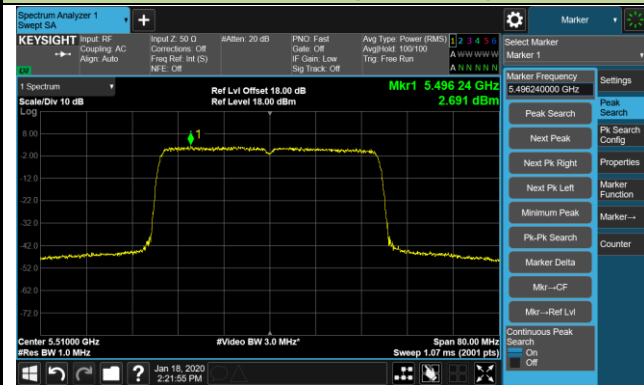 Spectrum Analyzer 1
Swept SA
Marker
KEYSIGHT
Input: RF
Coupling: AC
Align: Auto
Input Z: 50 Ω
Corrections: Off
Freq Ref: Int (S)
NFE: Off
#Atten: 20 dB
PNO: Fast
Gate: Off
IF Gain: Low
Sig Track: Off
Avg Type: Power (RMS)
Avg|Hold: 100/100
Trig: Free Run
1 2 3 4 5 6
A W W W W W
A N N N N N
Select Marker
Marker 1
Marker Frequency
5.496240000 GHz
Settings
Peak Search
Peak
Search
Next Peak
Pk Search
Config
Next Pk Right
Properties
Next Pk Left
Marker
Function
Minimum Peak
Marker→
Pk-Pk Search
Counter
Marker Delta
Mkr→CF
Mkr→Ref Lvl
Continuous Peak
Search
On
Off
1 Spectrum
Scale/Div 10 dB
Ref Lvl Offset 18.00 dB
Ref Level 18.00 dBm
Mkr1 5.496 24 GHz
2.691 dBm
Log
8.00
-2.00
-12.0
-22.0
-32.0
-42.0
-52.0
-62.0
-72.0
1
Center 5.51000 GHz
#Res BW 1.0 MHz
#Video BW 3.0 MHz*
Span 80.00 MHz
Sweep 1.07 ms (2001 pts)
?
Jan 18, 2020
2:21:55 PM